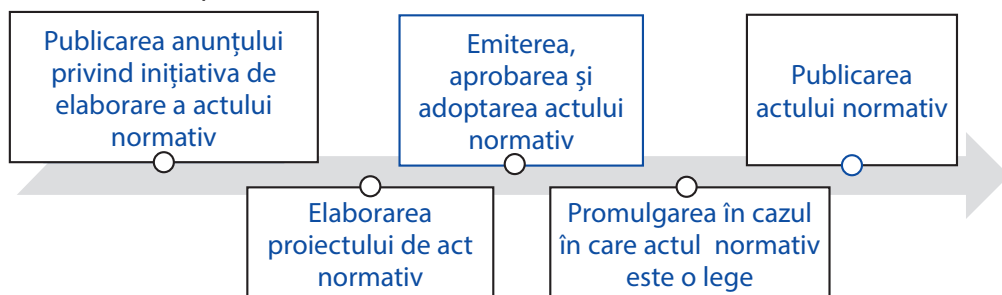 Publicarea anunțului
privind inițiativa de
elaborare a actului
normativ
Elaborarea
proiectului de act
normativ
Emiterea,
aprobarea și
adoptarea actului
normativ
Promulgarea în cazul
în care actul normativ
este o lege
Publicarea
actului normativ